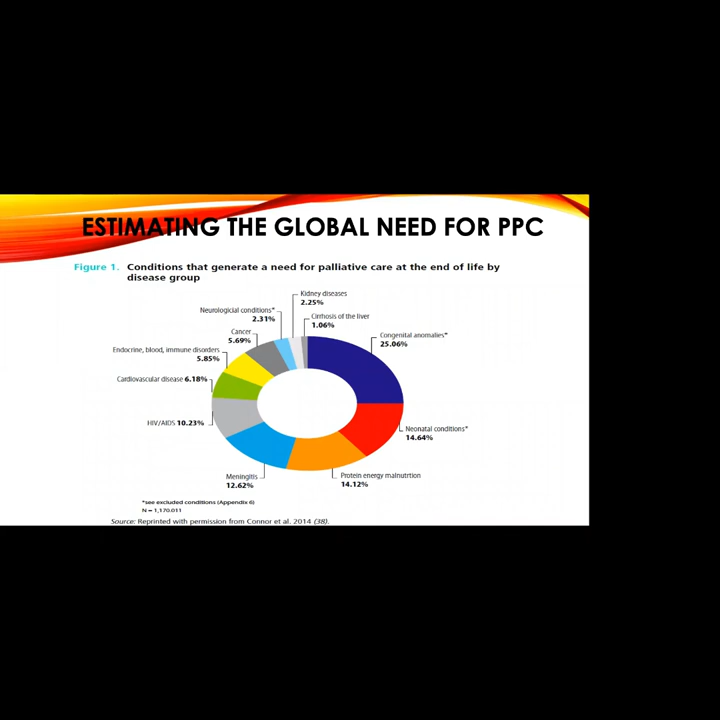 ESTIMATING THE GLOBAL NEED FOR PPC
Figure 1. Conditions that generate a need for palliative care at the end of life by
disease group
Kidney diseases
2.25%
Neurologicial conditions*
2.31%
Cirrhosis of the liver
1.06%
Cancer
5.69%
Congenital anomalies*
25.06%
Endocrine, blood, immune disorders
5.85%
Cardiovascular disease 6.18%
HIV/AIDS 10.23%
Neonatal conditions*
14.64%
Meningitis
12.62%
Protein energy malnutrtion
14.12%
*see excluded conditions (Appendix 6)
N = 1,170,011
Source: Reprinted with permission from Connor et al. 2014 (38).